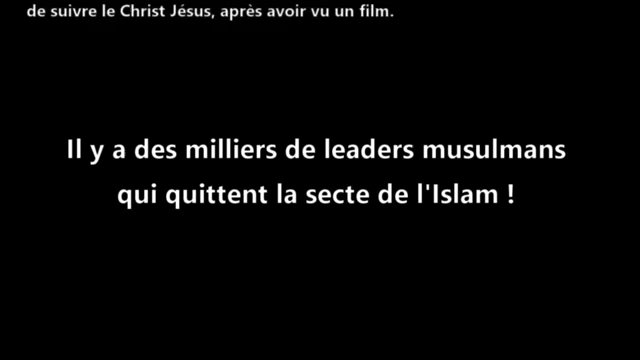 de suivre le Christ Jésus, après avoir vu un film.
Il y a des milliers de leaders musulmans
qui quittent la secte de l'Islam !